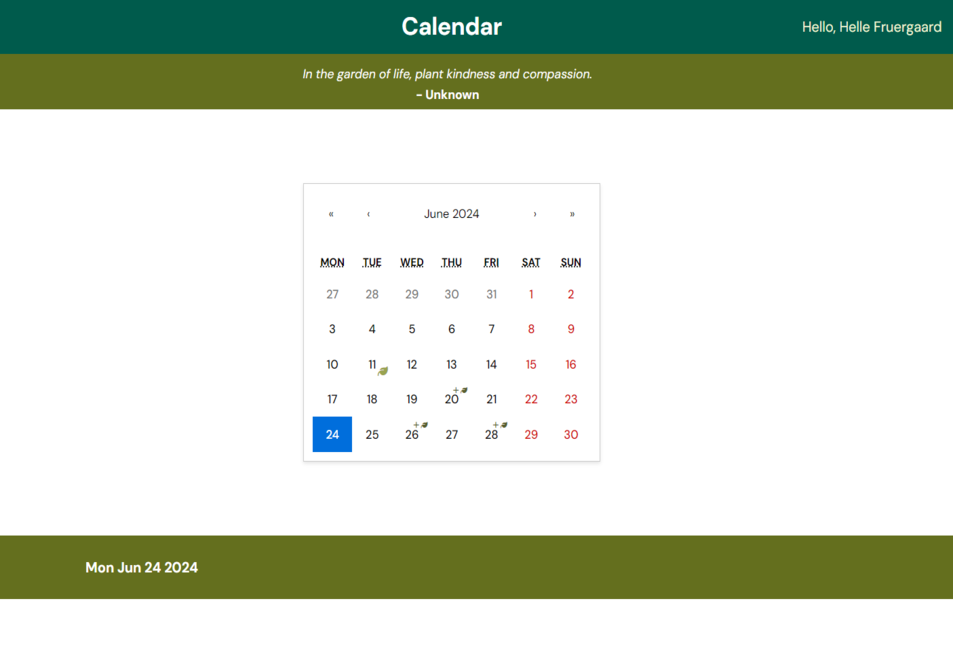 Calendar
Hello, Helle Fruergaard
In the garden of life, plant kindness and compassion.
- Unknown
« ‹ June 2024 › »
MON TUE WED THU FRI SAT SUN
27 28 29 30 31 1 2
3 4 5 6 7 8 9
10 11 12 13 14 15 16
17 18 19 20 + 21 22 23
24 25 26 + 27 28 + 29 30
Mon Jun 24 2024